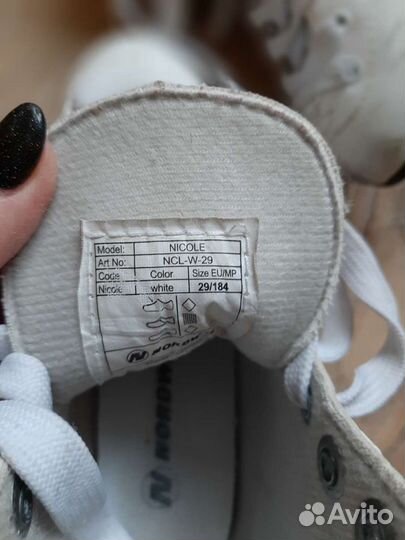 Model: NICOLE
Art No: NCL-W-29
Code Color Size EU/MP
Nicole white 29/184
Avito